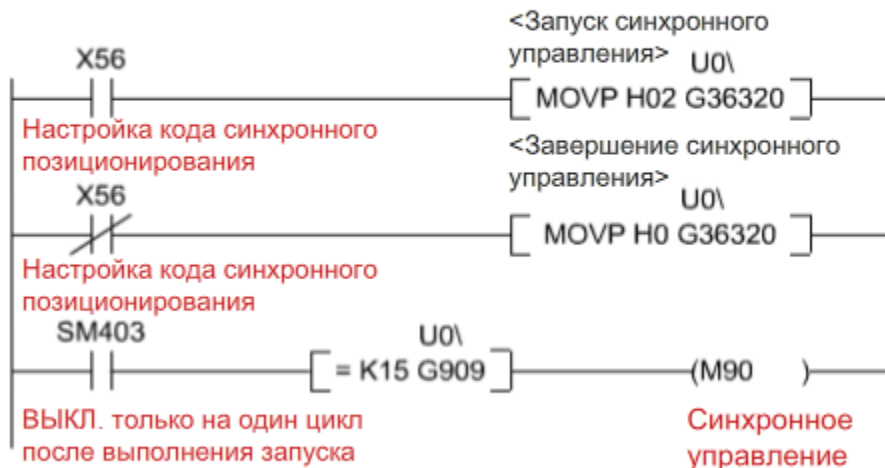 <Запуск синхронного
управления>
X56
U0\
MOVP H02 G36320
Настройка кода синхронного
позиционирования
<Завершение синхронного
управления>
X56
U0\
MOVP H0 G36320
Настройка кода синхронного
позиционирования
SM403
U0\
= K15 G909
(M90 )
ВЫКЛ. только на один цикл
после выполнения запуска
Синхронное
управление